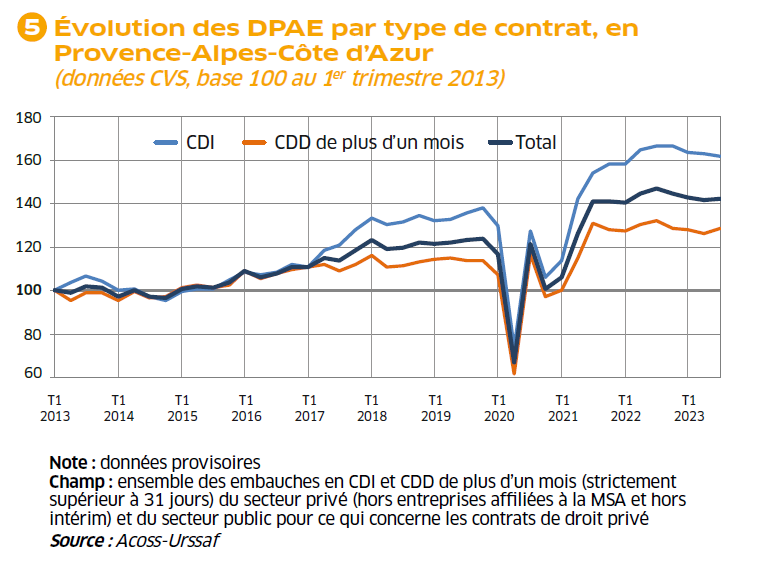 5 Évolution des DPAE par type de contrat, en
Provence-Alpes-Côte d’Azur
(données CVS, base 100 au 1er trimestre 2013)
180
CDI CDD de plus d’un mois Total
160
140
120
100
80
60
T1 T1 T1 T1 T1 T1 T1 T1 T1 T1 T1
2013 2014 2015 2016 2017 2018 2019 2020 2021 2022 2023
Note : données provisoires
Champ : ensemble des embauches en CDI et CDD de plus d’un mois (strictement
supérieur à 31 jours) du secteur privé (hors entreprises affiliées à la MSA et hors
intérim) et du secteur public pour ce qui concerne les contrats de droit privé
Source : Acoss-Urssaf